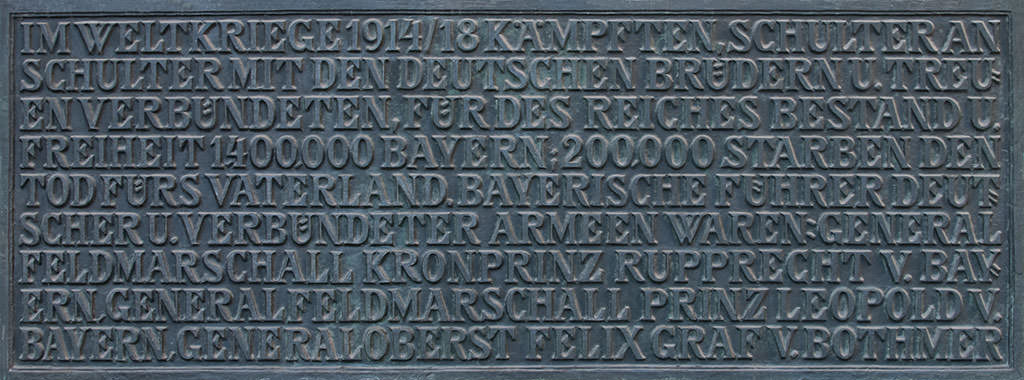 IM WELTKRIEGE 1914/18 KÄMPFTEN, SCHULTER AN
SCHULTER MIT DEN DEUTSCHEN BRÜDERN U. TREU=
EN VERBÜNDETEN, FÜR DES REICHES BESTAND U.
FREIHEIT 1.400.000 BAYERN; 200.000 STARBEN DEN
TOD FÜRS VATERLAND. BAYERISCHE FÜHRER DEUT=
SCHER U. VERBÜNDETER ARMEEN WAREN: GENERAL
FELDMARSCHALL KRONPRINZ RUPPRECHT V. BAY=
ERN, GENERALFELDMARSCHALL PRINZ LEOPOLD V.
BAYERN, GENERALOBERST FELIX GRAF V. BOTHMER